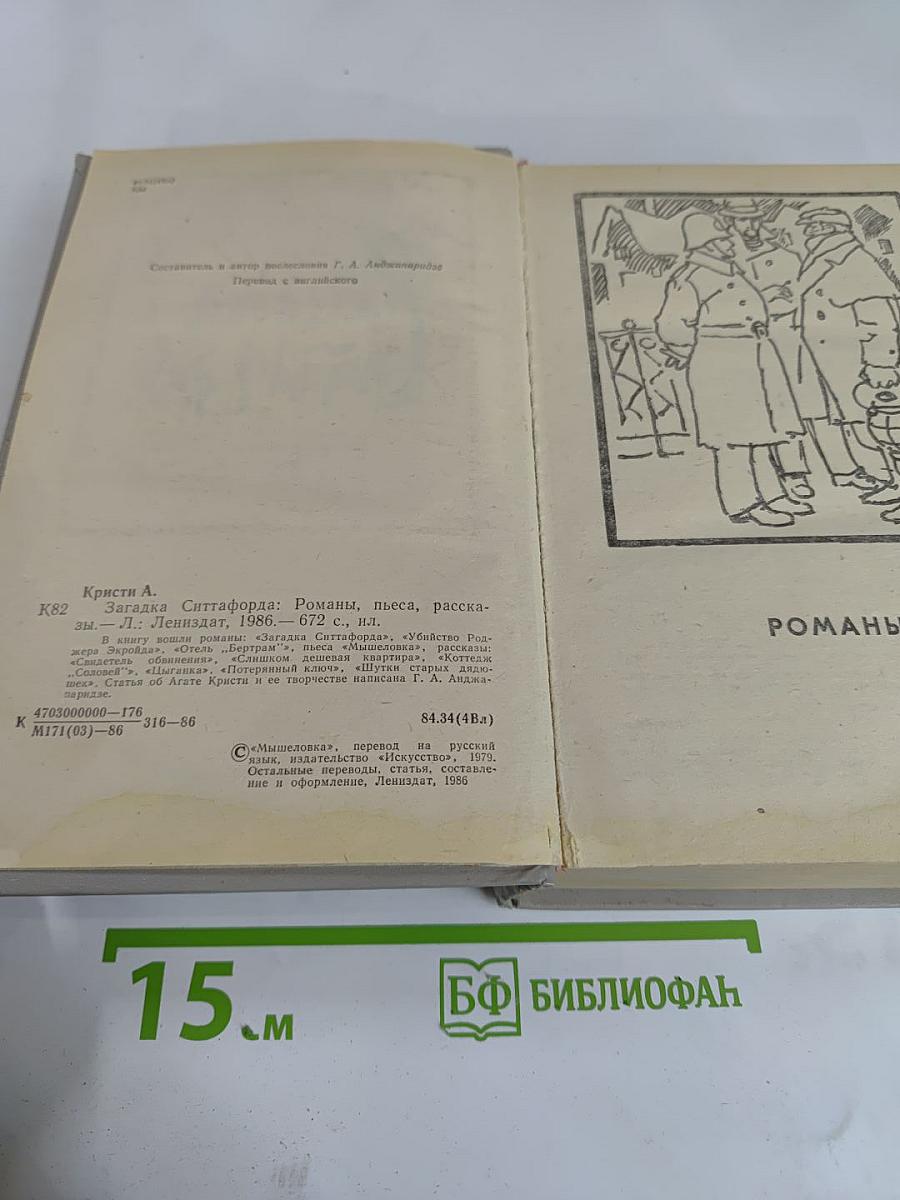 Составитель и автор послесловия Г. А. Анджапаридзе
Перевод с английского
Кристи А.
К82 Загадка Ситтафорда: Романы, пьеса, расска-
зы.— Л.: Лениздат, 1986.— 672 с., ил.
В книгу вошли романы: «Загадка Ситтафорда», «Убийство Род-
жера Экройда», «Отель „Бертрам"», пьеса «Мышеловка», рассказы:
«Свидетель обвинения», «Слишком дешевая квартира», «Коттедж
„Соловей"», «Цыганка», «Потерянный ключ», «Шутки старых дядю-
шек». Статья об Агате Кристи и ее творчестве написана Г. А. Анджа-
паридзе.
К 4703000000—176
М171(03)—86 316—86
84.34(4Вл)
©«Мышеловка», перевод на русский
язык, издательство «Искусство», 1979.
Остальные переводы, статья, составле-
ние и оформление, Лениздат, 1986
РОМАНЫ
15 см
БФ БИБЛИОФАН